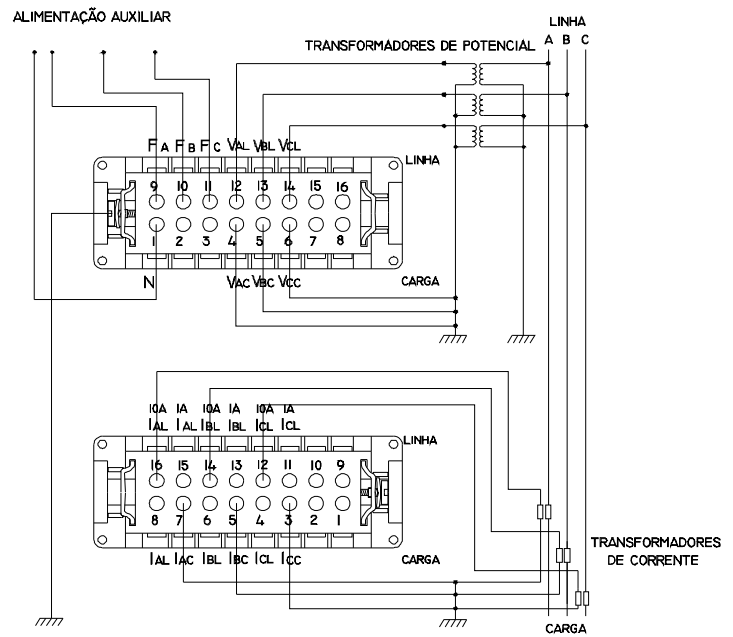 ALIMENTAÇÃO AUXILIAR
LINHA
TRANSFORMADORES DE POTENCIAL
A B C
FA FB FC VAL VBL VCL
LINHA
9 10 11 12 13 14 15 16
1 2 3 4 5 6 7 8
N VAC VBC VCC
CARGA
10A 1A 10A 1A 10A 1A
IAL IAL IBL IBL ICL ICL
LINHA
16 15 14 13 12 11 10 9
8 7 6 5 4 3 2 1
IAL IAC IBL IBC ICL ICC
CARGA
TRANSFORMADORES
DE CORRENTE
CARGA